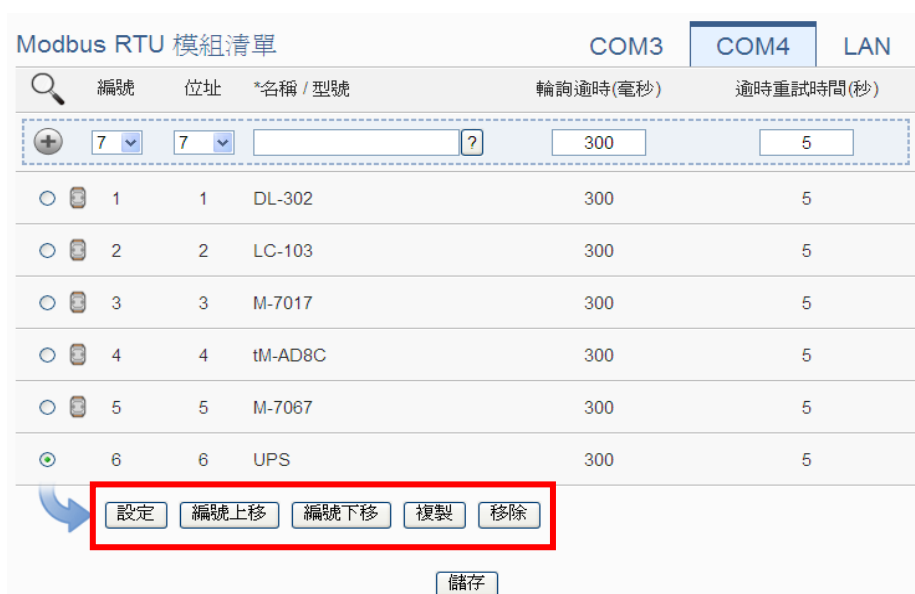 Modbus RTU 模組清單 COM3 COM4 LAN
編號 位址 *名稱 / 型號 輪詢逾時(毫秒) 逾時重試時間(秒)
7 7 ? 300 5
1 1 DL-302 300 5
2 2 LC-103 300 5
3 3 M-7017 300 5
4 4 tM-AD8C 300 5
5 5 M-7067 300 5
6 6 UPS 300 5
設定 編號上移 編號下移 複製 移除
儲存